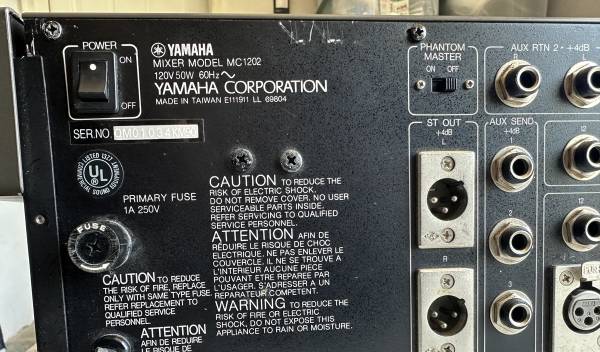 POWER
ON
OFF
YAMAHA
MIXER MODEL MC1202
120V 50W 60Hz
YAMAHA CORPORATION
MADE IN TAIWAN E111911 LL 69804
SER.NO.
UL
LISTED
PRIMARY FUSE
1A 250V
FUSE
CAUTION TO REDUCE
THE RISK OF FIRE, REPLACE
ONLY WITH SAME TYPE FUSE.
REFER REPLACEMENT TO
QUALIFIED SERVICE
PERSONNEL.
ATTENTION
AFIN DE
RÉDUIRE LE RISQUE DE
CAUTION TO REDUCE THE
RISK OF ELECTRIC SHOCK,
DO NOT REMOVE COVER. NO USER
SERVICEABLE PARTS INSIDE.
REFER SERVICING TO QUALIFIED
SERVICE PERSONNEL.
ATTENTION AFIN DE
RÉDUIRE LE RISQUE DE CHOC
ELECTRIQUE. NE PAS ENLEVER LE
COUVERCLE. IL NE SE TROUVE A
L'INTERIEUR AUCUNE PIECE
POUVANT ETRE REPAREE PAR
L'USAGER. S'ADRESSER A UN
REPARATEUR COMPETENT.
WARNING TO REDUCE THE
RISK OF FIRE OR ELECTRIC
SHOCK, DO NOT EXPOSE THIS
APPLIANCE TO RAIN OR MOISTURE.
PHANTOM
MASTER
ON OFF
ST OUT
+4dB
L
R
AUX RTN 2 · +4dB
R
AUX SEND
+4dB
2
3
12
12